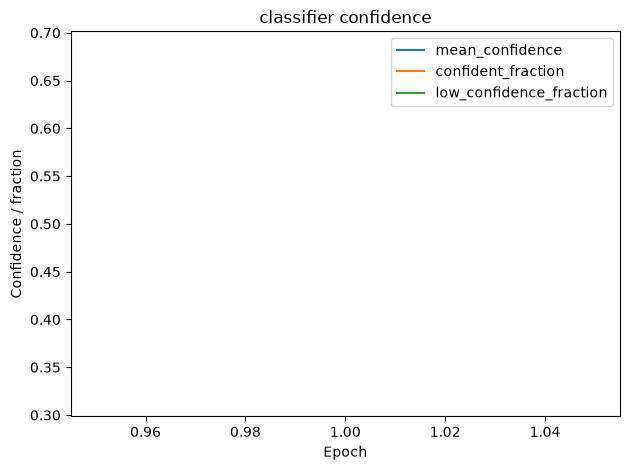 classifier confidence
mean_confidence
confident_fraction
low_confidence_fraction
Confidence / fraction
0.70
0.65
0.60
0.55
0.50
0.45
0.40
0.35
0.30
0.96 0.98 1.00 1.02 1.04
Epoch